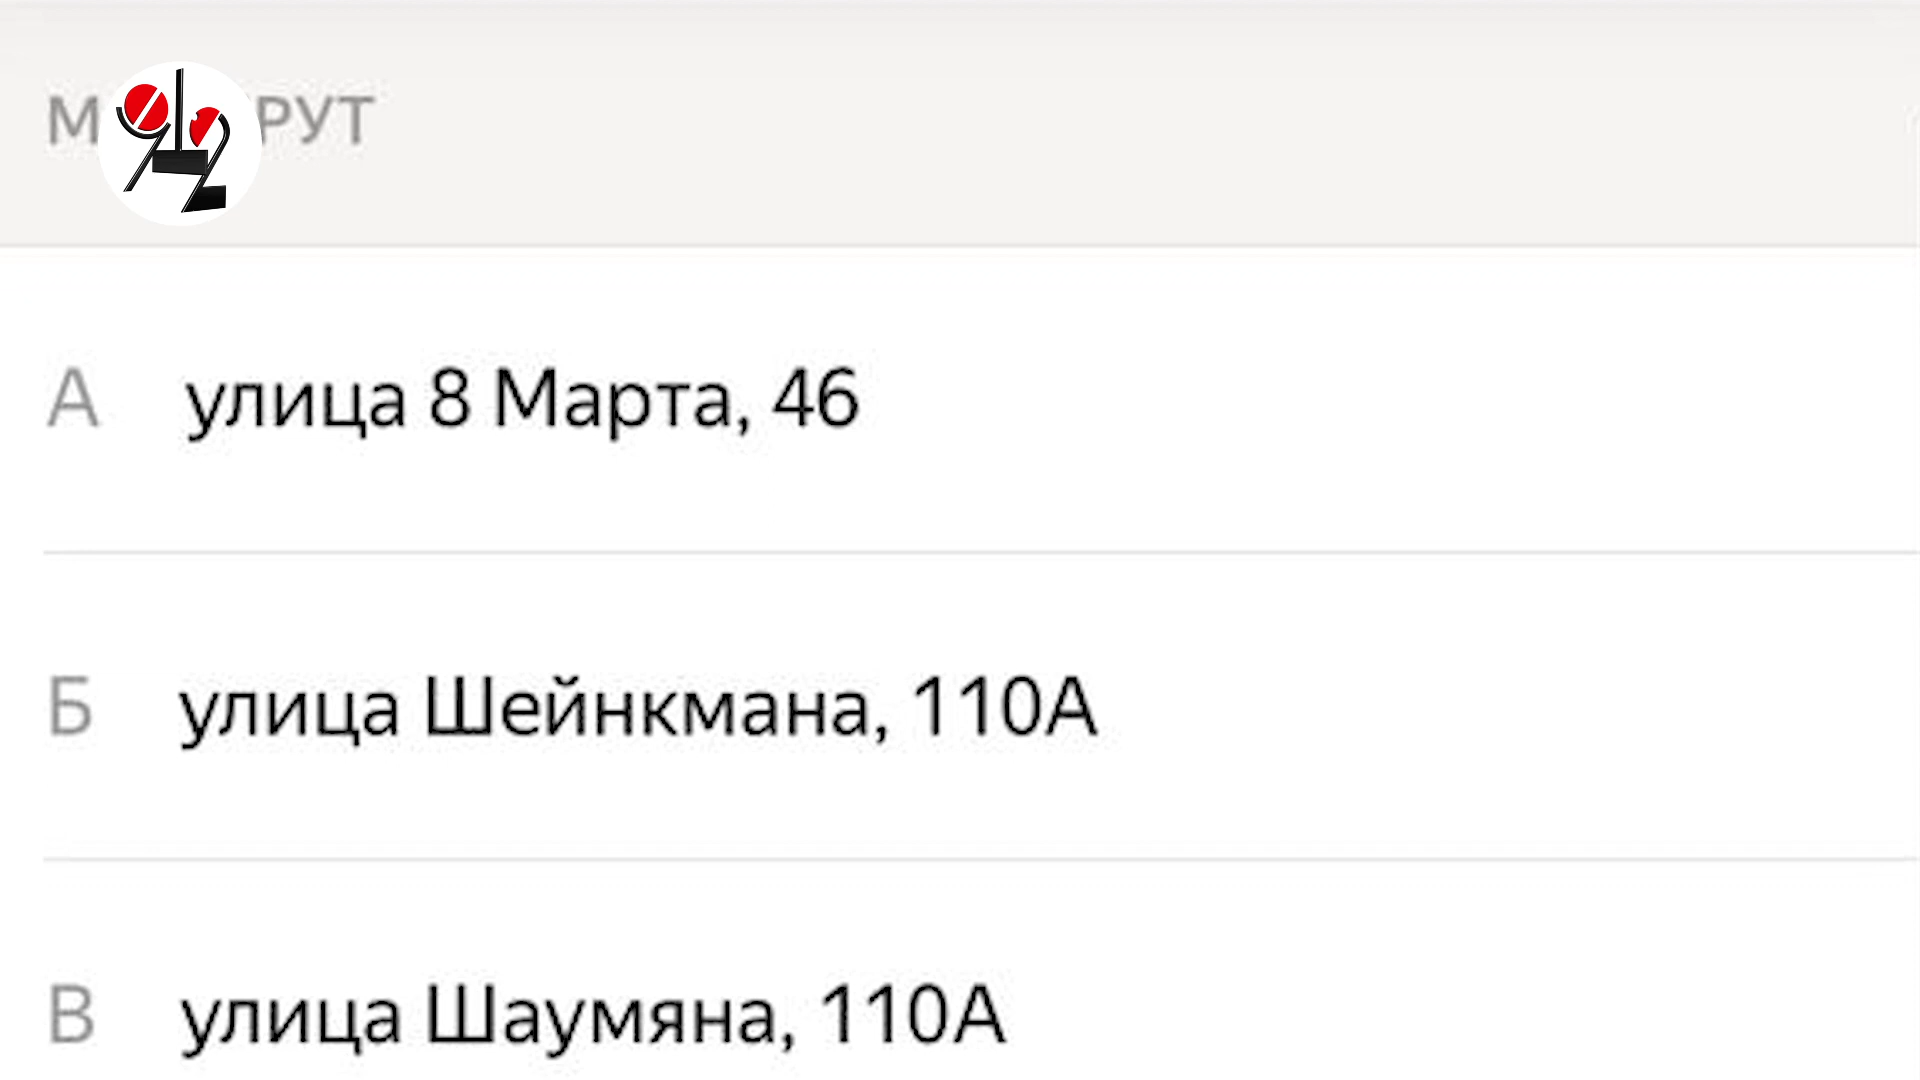 А улица 8 Марта, 46
Б улица Шейнкмана, 110А
В улица Шаумяна, 110А